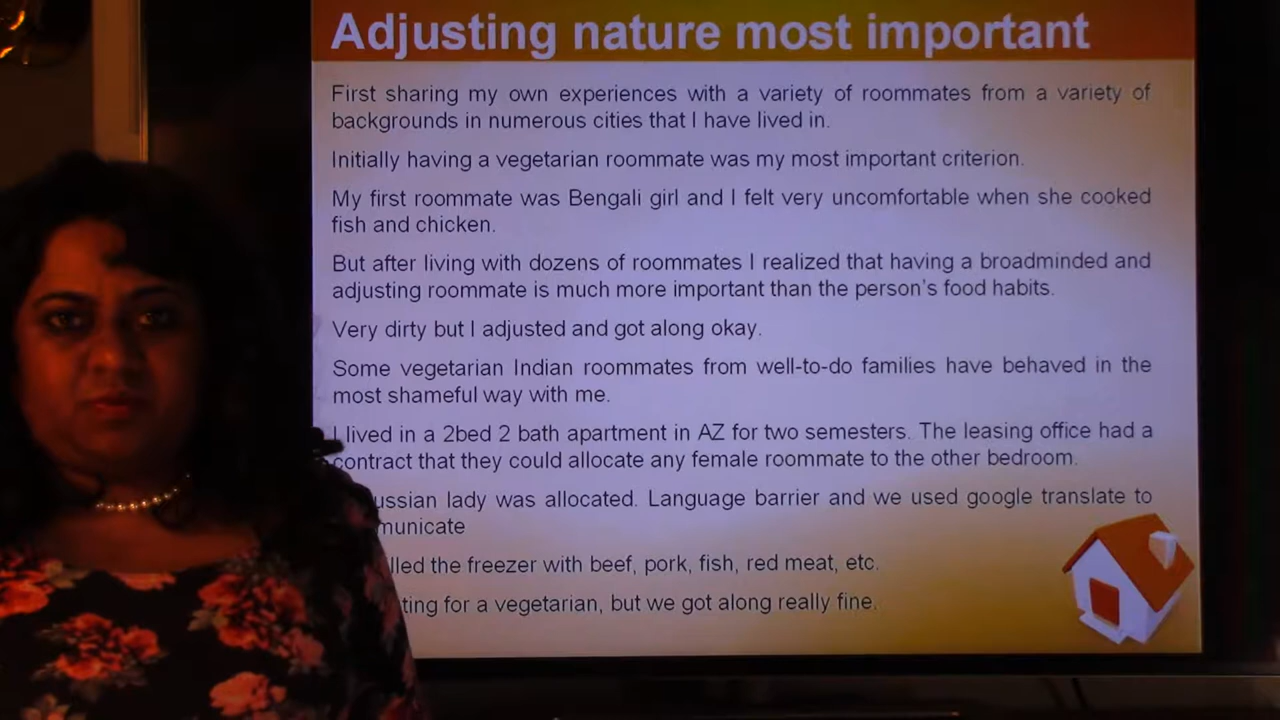 Adjusting nature most important
First sharing my own experiences with a variety of roommates from a variety of
backgrounds in numerous cities that I have lived in.
Initially having a vegetarian roommate was my most important criterion.
My first roommate was Bengali girl and I felt very uncomfortable when she cooked
fish and chicken.
But after living with dozens of roommates I realized that having a broadminded and
adjusting roommate is much more important than the person's food habits.
Very dirty but I adjusted and got along okay.
Some vegetarian Indian roommates from well-to-do families have behaved in the
most shameful way with me.
I lived in a 2bed 2 bath apartment in AZ for two semesters. The leasing office had a
contract that they could allocate any female roommate to the other bedroom.
lady was allocated. Language barrier and we used google translate to
the freezer with beef, pork, fish, red meat, etc.
for a vegetarian, but we got along really fine.